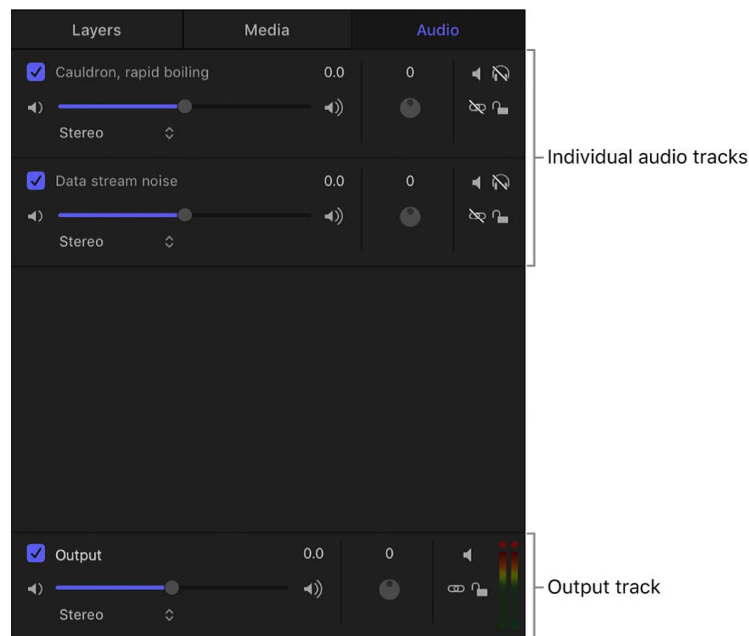 Layers Media Audio
Cauldron, rapid boiling 0.0 0
Stereo
Individual audio tracks
Data stream noise 0.0 0
Stereo
Output 0.0 0
Output track
Stereo